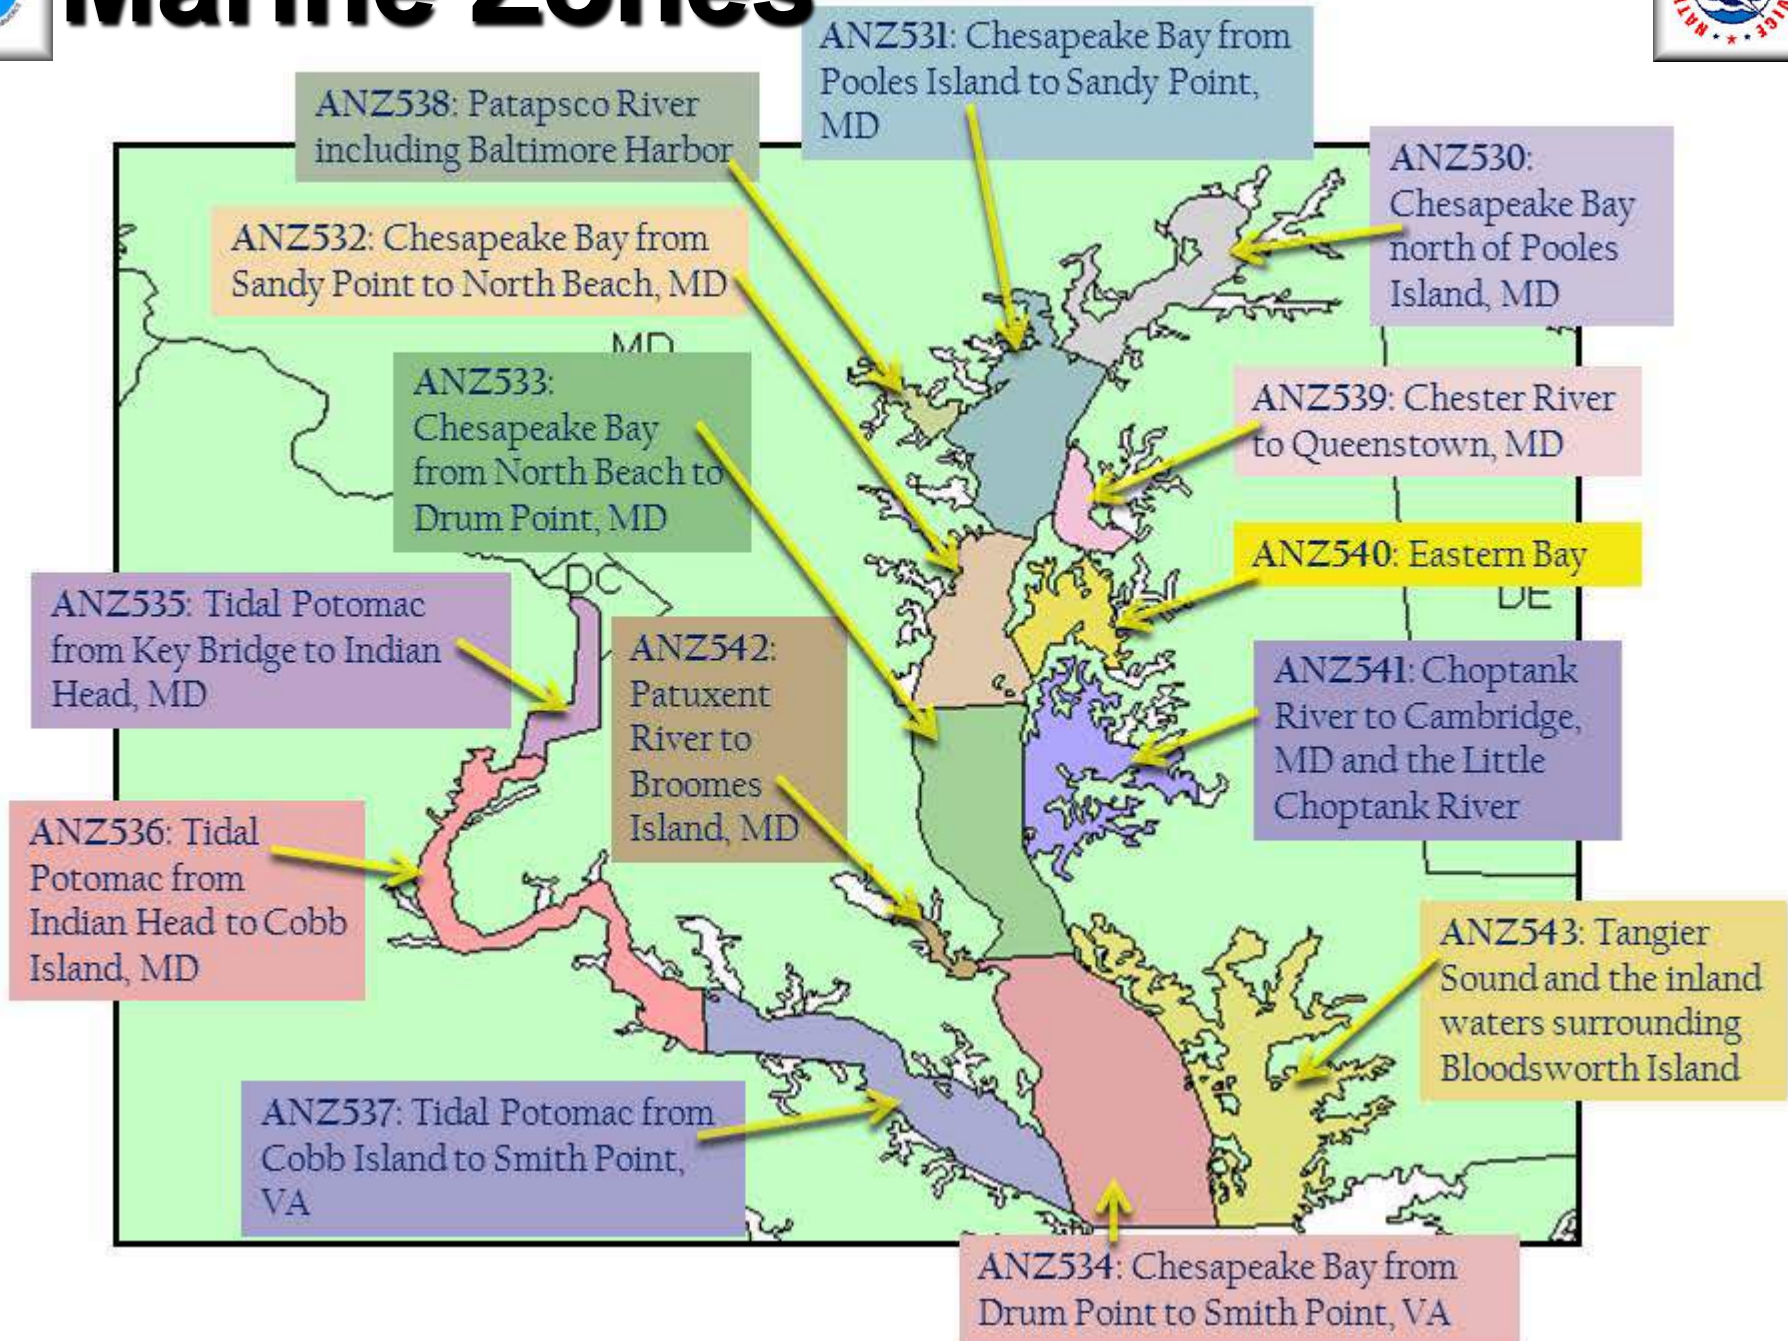 Marine Zones
ANZ531: Chesapeake Bay from
Pooles Island to Sandy Point,
MD
ANZ538: Patapsco River
including Baltimore Harbor
ANZ530:
Chesapeake Bay
north of Pooles
Island, MD
ANZ532: Chesapeake Bay from
Sandy Point to North Beach, MD
MD
ANZ533:
Chesapeake Bay
from North Beach to
Drum Point, MD
ANZ539: Chester River
to Queenstown, MD
ANZ540: Eastern Bay
DE
DC
ANZ535: Tidal Potomac
from Key Bridge to Indian
Head, MD
ANZ542:
Patuxent
River to
Broomes
Island, MD
ANZ541: Choptank
River to Cambridge,
MD and the Little
Choptank River
ANZ536: Tidal
Potomac from
Indian Head to Cobb
Island, MD
ANZ543: Tangier
Sound and the inland
waters surrounding
Bloodsworth Island
ANZ537: Tidal Potomac from
Cobb Island to Smith Point,
VA
ANZ534: Chesapeake Bay from
Drum Point to Smith Point, VA